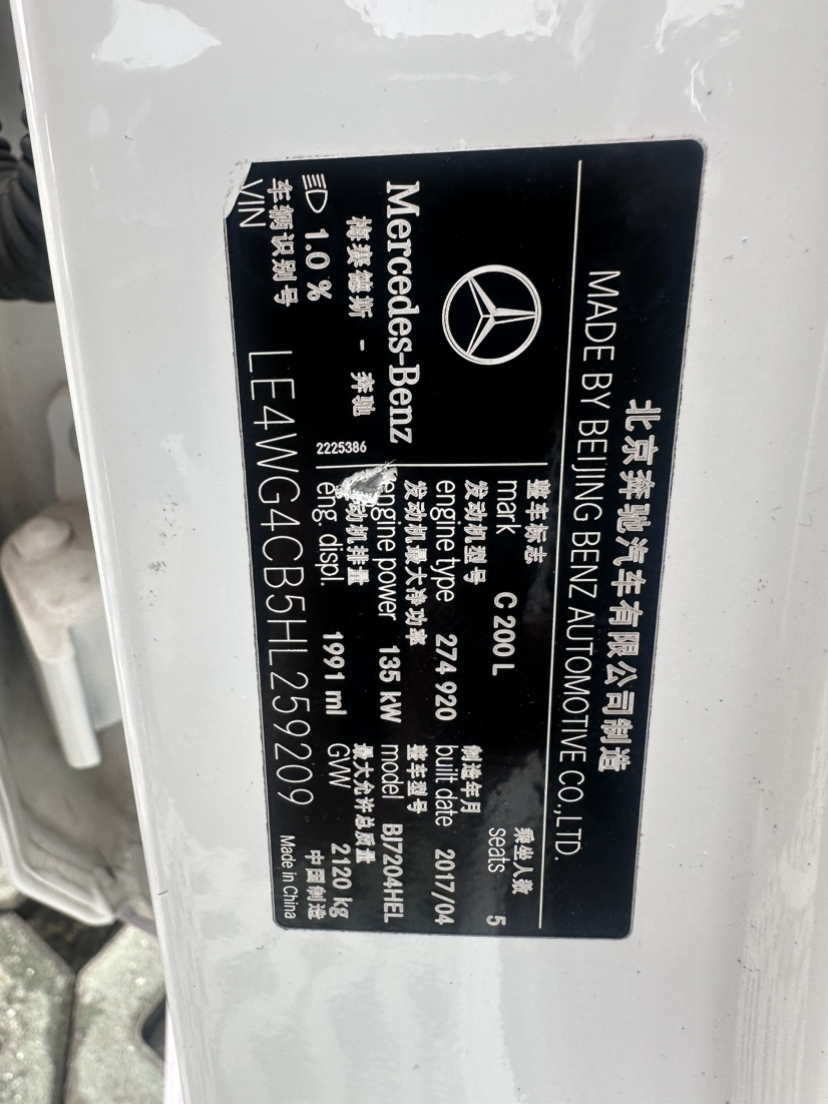 北京奔驰汽车有限公司制造
MADE BY BEIJING BENZ AUTOMOTIVE CO.,LTD.
整车标志
mark C 200 L
乘坐人数
seats 5
发动机型号
engine type 274 920
制造年月
built date 2017/04
Mercedes-Benz
发动机最大净功率
engine power 135 kW
整车型号
model BJ7204HEL
梅赛德斯 - 奔驰
动机排量
eng. displ. 1991 ml
最大允许总质量
GVW 2120 kg
1.0 %
2225386
车辆识别号
VIN LE4WG4CB5HL259209
中国制造
Made in China